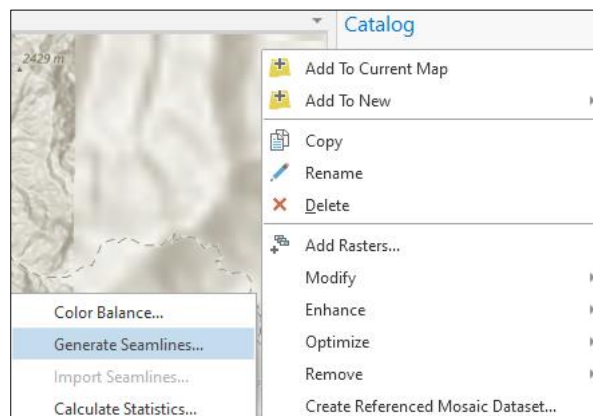 Catalog
2429 m
Add To Current Map
Add To New
Copy
Rename
Delete
Add Rasters...
Modify
Enhance
Optimize
Remove
Create Referenced Mosaic Dataset...
Color Balance...
Generate Seamlines...
Import Seamlines...
Calculate Statistics...